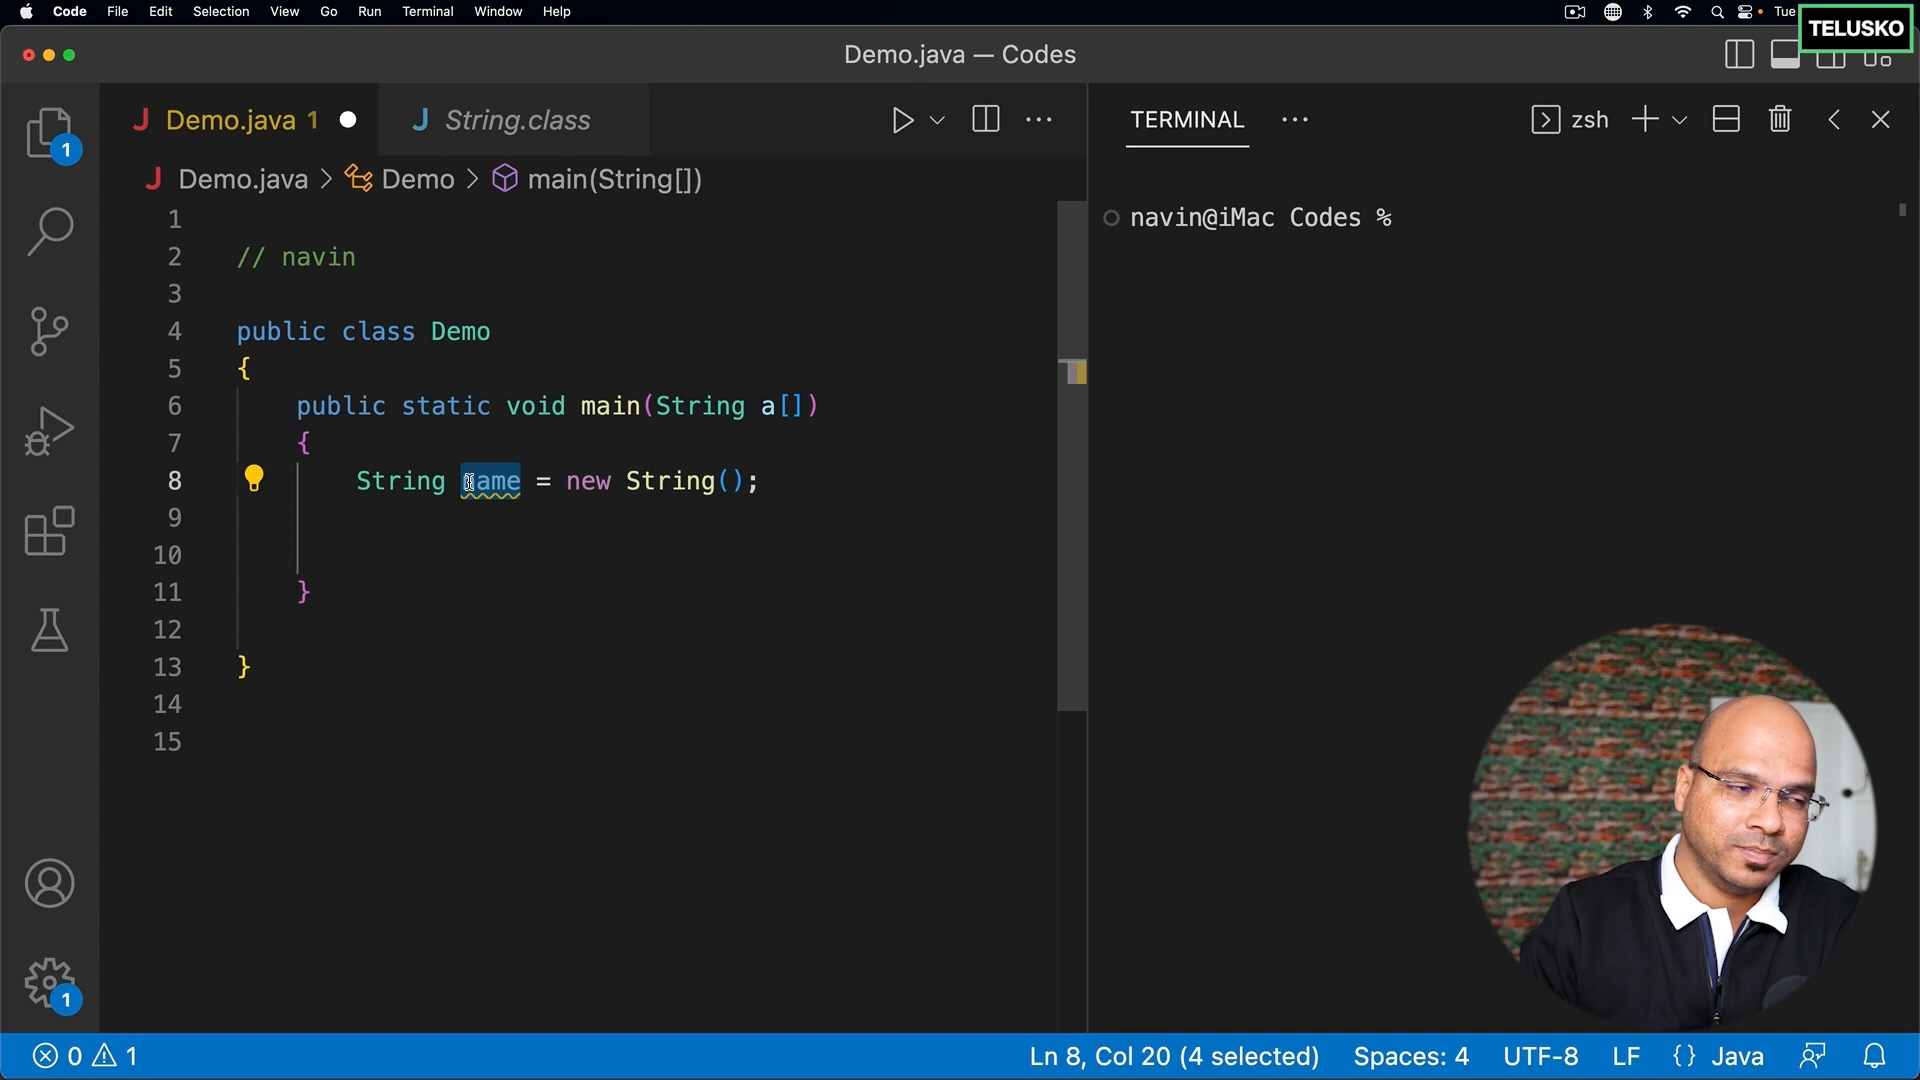 Code File Edit Selection View Go Run Terminal Window Help Tue
TELUSKO
Demo.java — Codes
Demo.java 1 String.class
TERMINAL zsh
Demo.java > Demo > main(String[])
navin@iMac Codes %
1
2 // navin
3
4 public class Demo
5 {
6 public static void main(String a[])
7 {
8 String name = new String();
9
10
11 }
12
13 }
14
15
1
1
0 1 Ln 8, Col 20 (4 selected) Spaces: 4 UTF-8 LF {} Java